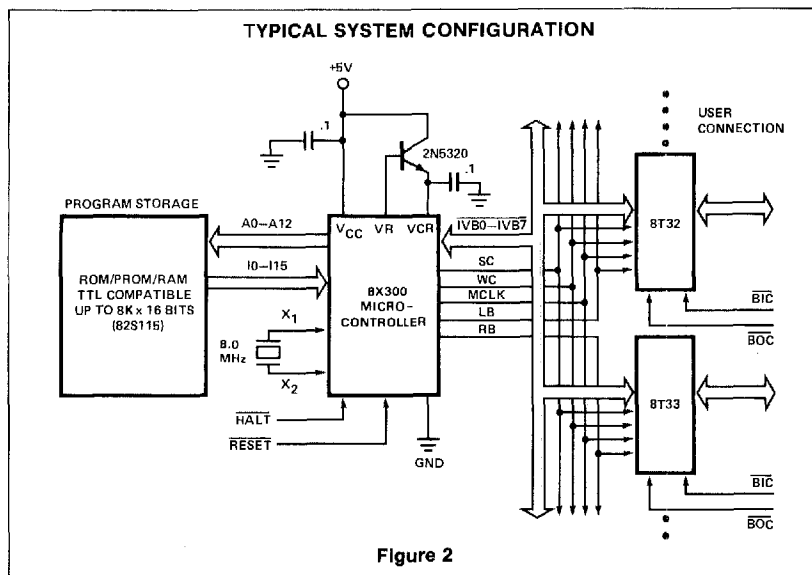 TYPICAL SYSTEM CONFIGURATION
+5V
.1
2N5320
.1
USER
CONNECTION
PROGRAM STORAGE
A0–A12
I0–I15
ROM/PROM/RAM
TTL COMPATIBLE
UP TO 8K x 16 BITS
(82S115)
VCC
VR
VCR
8X300
MICRO-
CONTROLLER
IVB0–IVB7
SC
WC
MCLK
LB
RB
X1
8.0
MHz
X2
HALT
RESET
GND
8T32
BIC
BOC
8T33
BIC
BOC
Figure 2